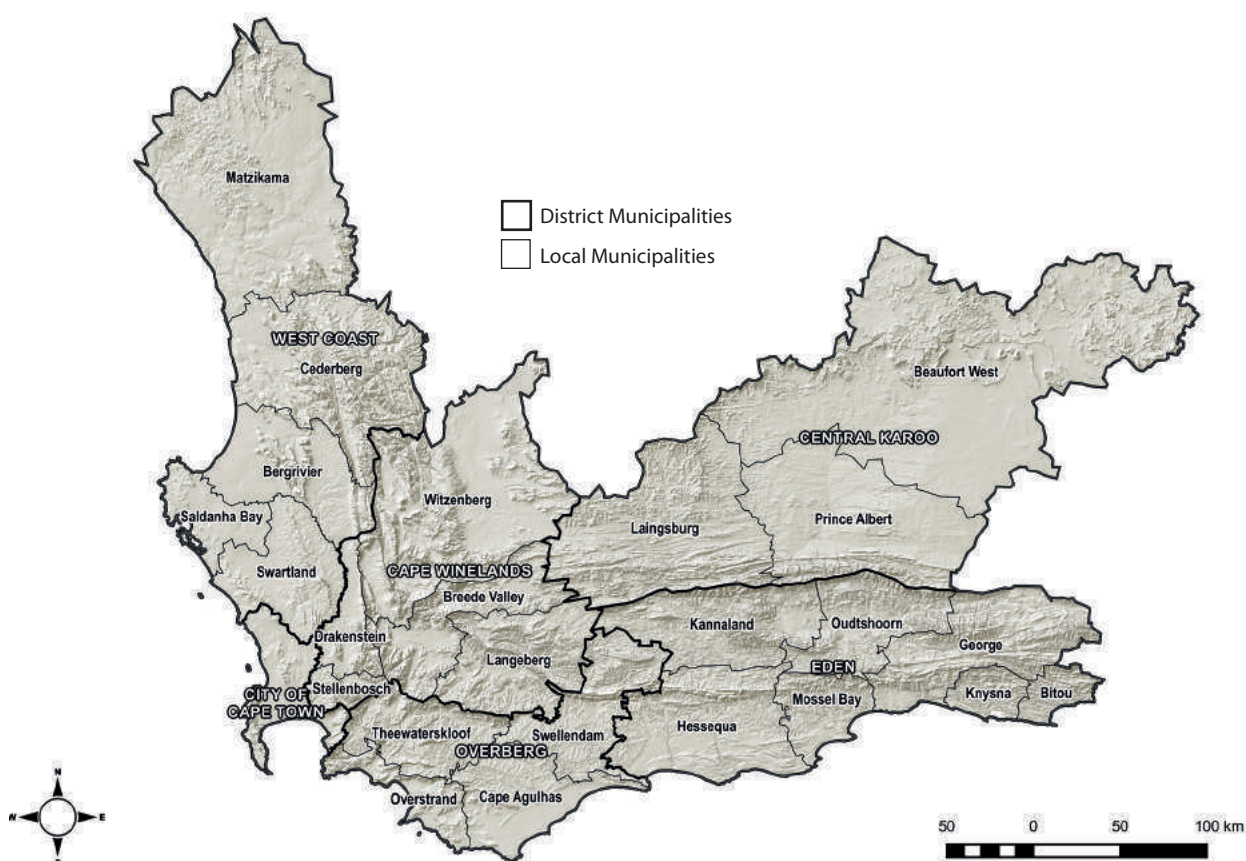 Matzikama
District Municipalities
Local Municipalities
WEST COAST
Cederberg
Beaufort West
CENTRAL KAROO
Bergrivier
Witzenberg
Saldanha Bay
Laingsburg
Prince Albert
Swartland
CAPE WINELANDS
Breede Valley
Kannaland
Oudtshoorn
Drakenstein
George
Langeberg
EDEN
Stellenbosch
CITY OF
CAPE TOWN
Mossel Bay
Knysna
Bitou
Theewaterskloof
Swellendam
Hessequa
OVERBERG
Overstrand
Cape Agulhas
N
W
E
50 0 50 100 km